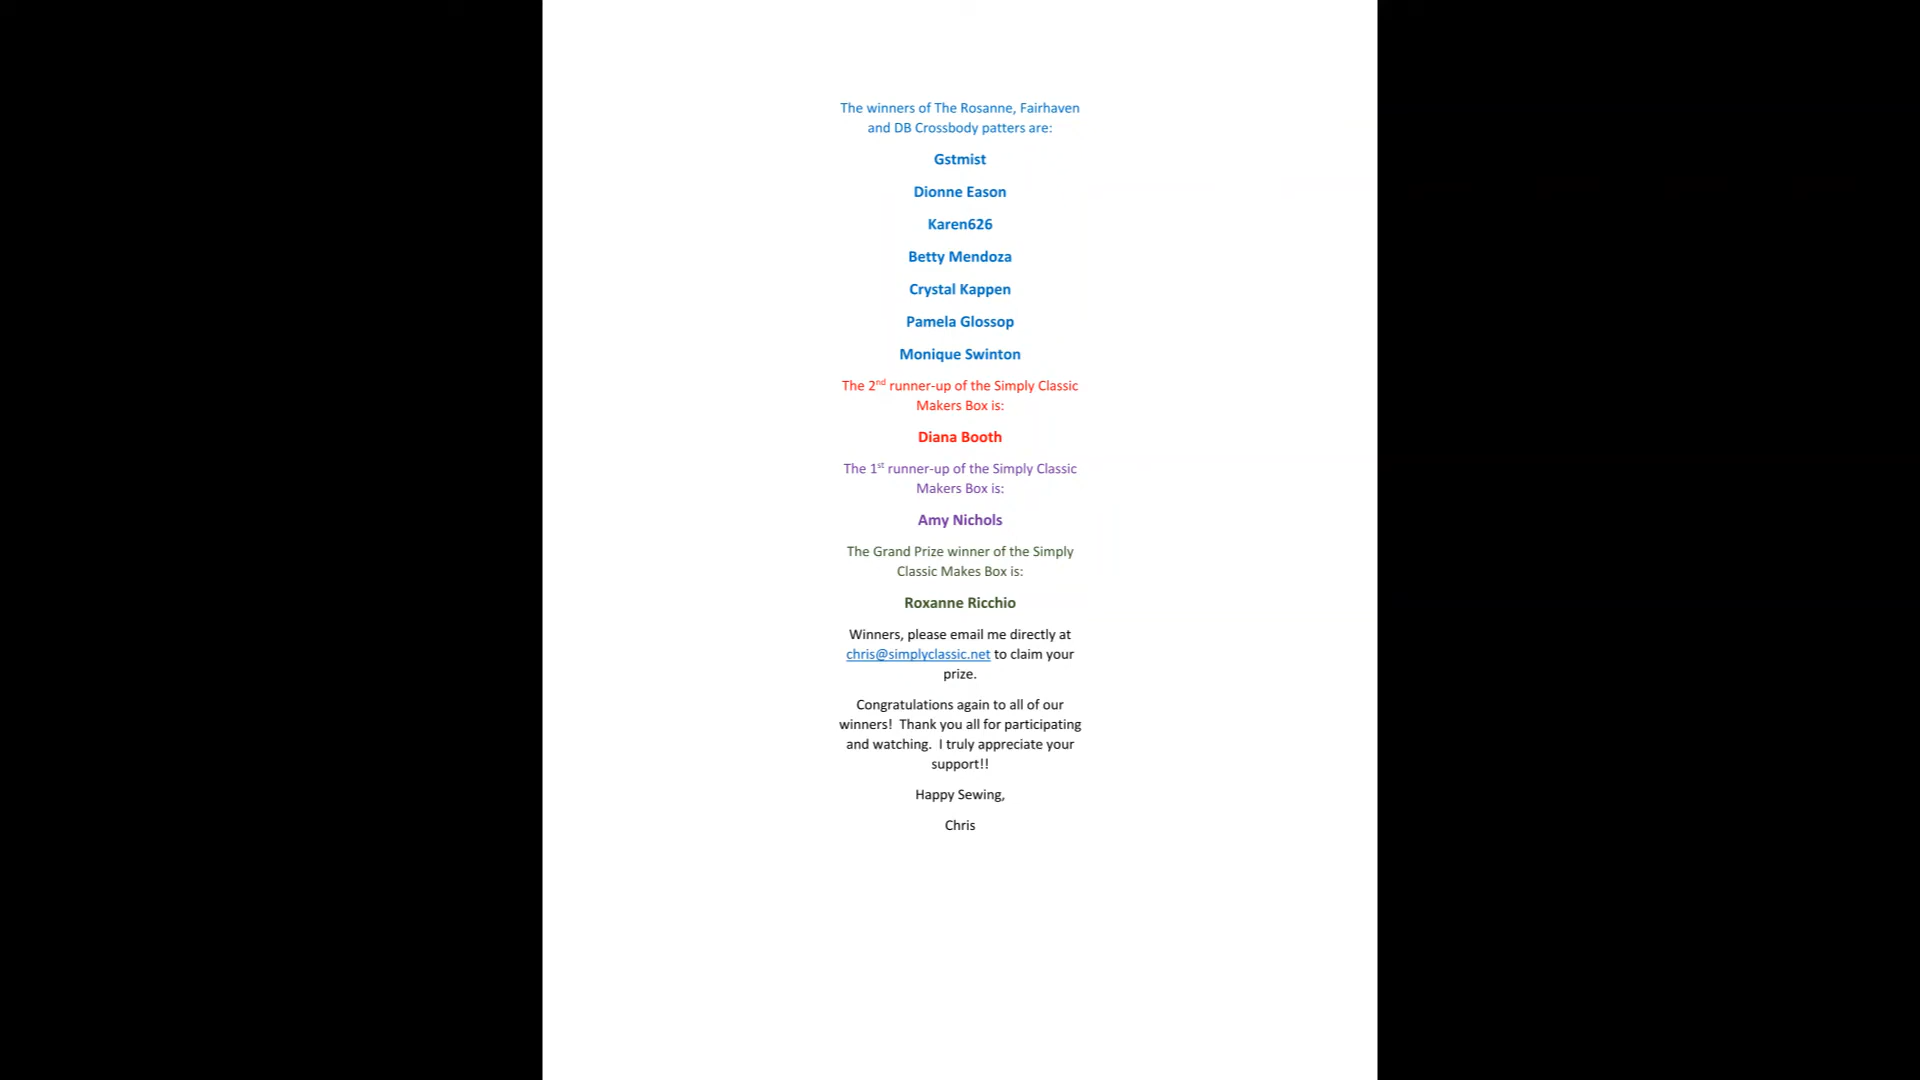 The winners of The Rosanne, Fairhaven
and DB Crossbody patters are:
Gstmist
Dionne Eason
Karen626
Betty Mendoza
Crystal Kappen
Pamela Glossop
Monique Swinton
The 2nd runner-up of the Simply Classic
Makers Box is:
Diana Booth
The 1st runner-up of the Simply Classic
Makers Box is:
Amy Nichols
The Grand Prize winner of the Simply
Classic Makes Box is:
Roxanne Ricchio
Winners, please email me directly at
chris@simplyclassic.net to claim your
prize.
Congratulations again to all of our
winners!  Thank you all for participating
and watching.  I truly appreciate your
support!!
Happy Sewing,
Chris